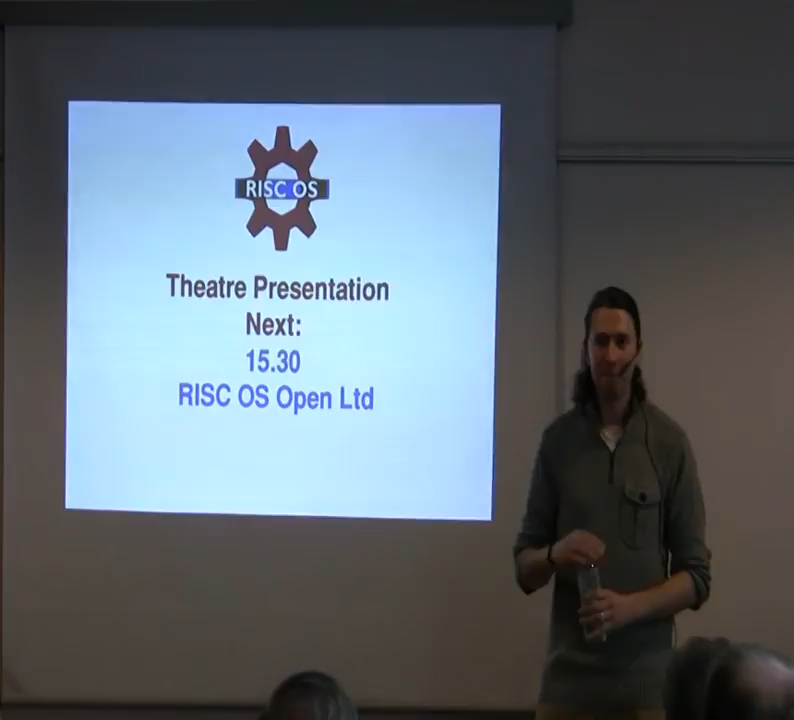 RISC OS
Theatre Presentation
Next:
15.30
RISC OS Open Ltd